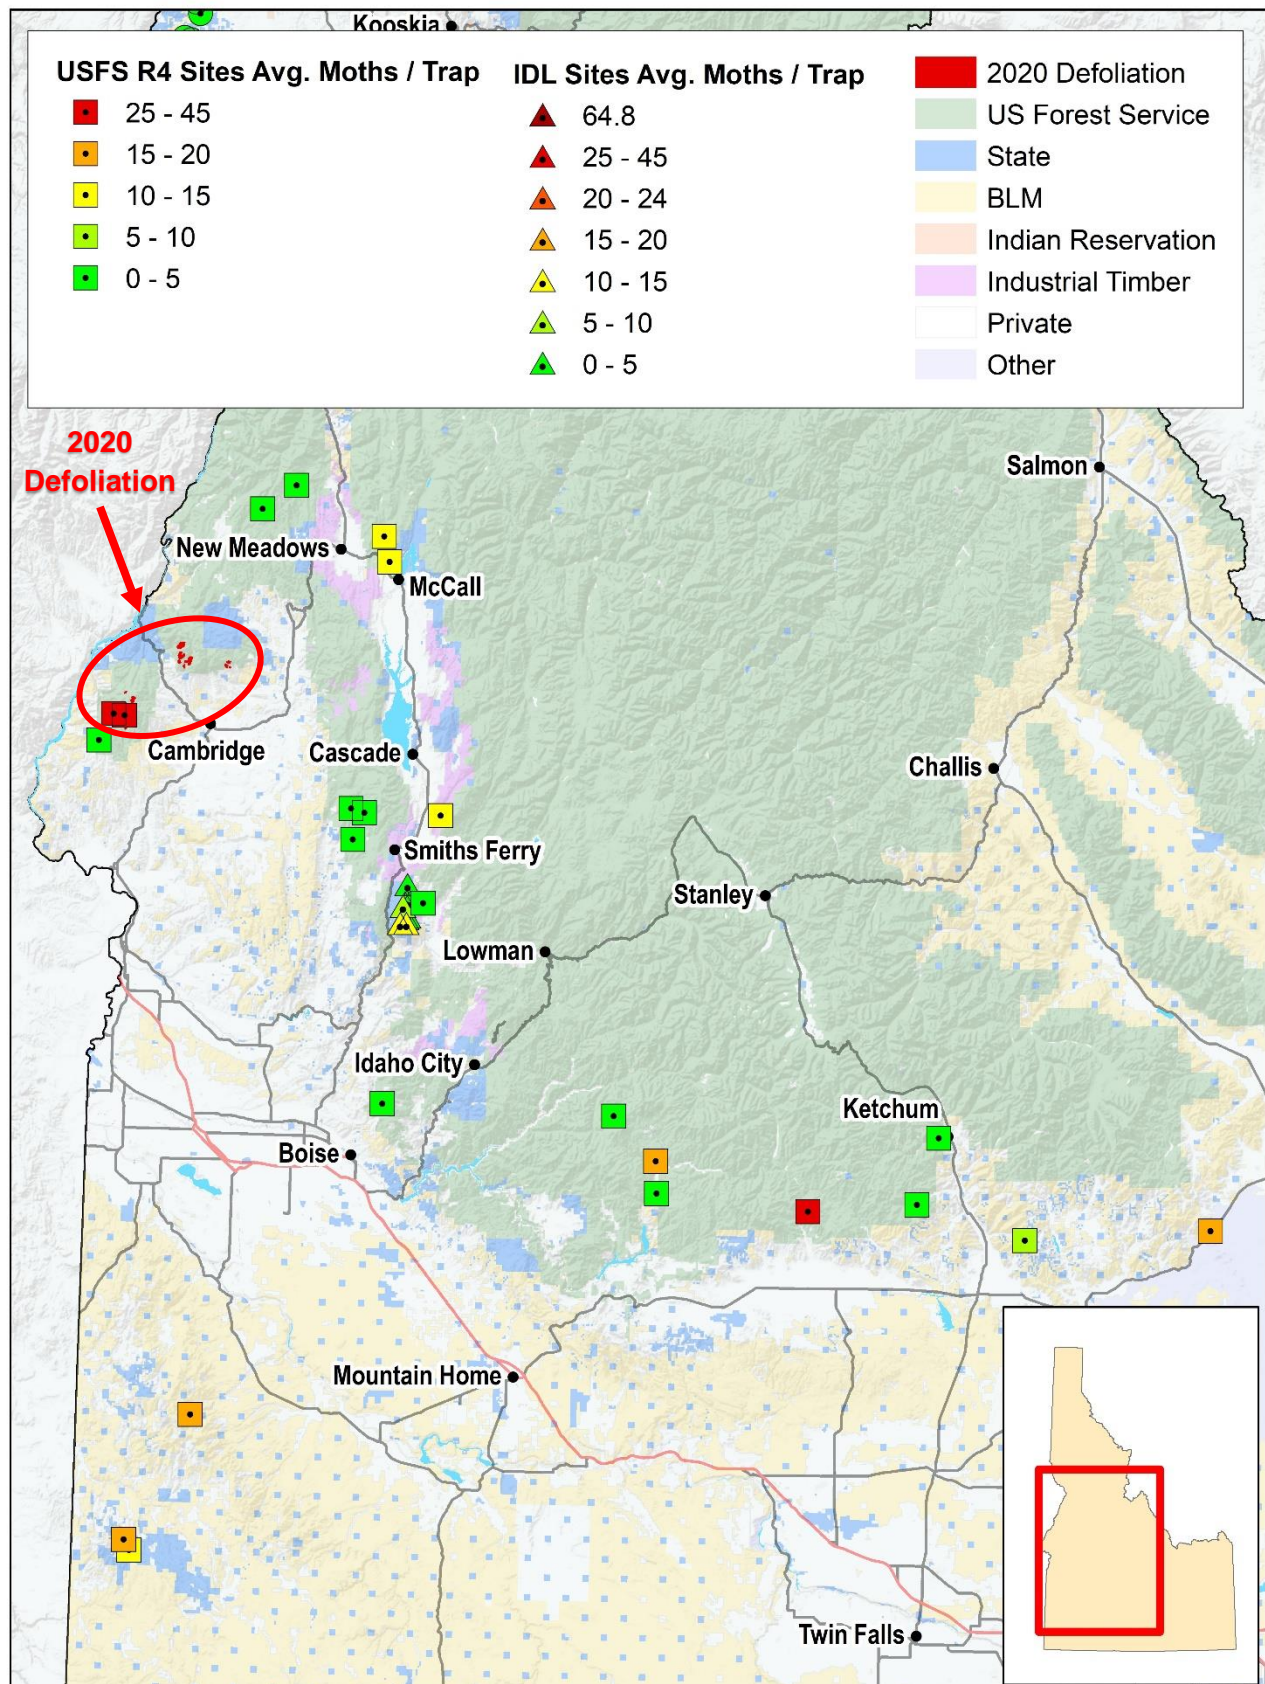 Kooskia
USFS R4 Sites Avg. Moths / Trap
25 - 45
15 - 20
10 - 15
5 - 10
0 - 5
IDL Sites Avg. Moths / Trap
64.8
25 - 45
20 - 24
15 - 20
10 - 15
5 - 10
0 - 5
2020 Defoliation
US Forest Service
State
BLM
Indian Reservation
Industrial Timber
Private
Other
2020
Defoliation
Salmon
New Meadows
McCall
Cambridge
Cascade
Challis
Smiths Ferry
Stanley
Lowman
Idaho City
Ketchum
Boise
Mountain Home
Twin Falls